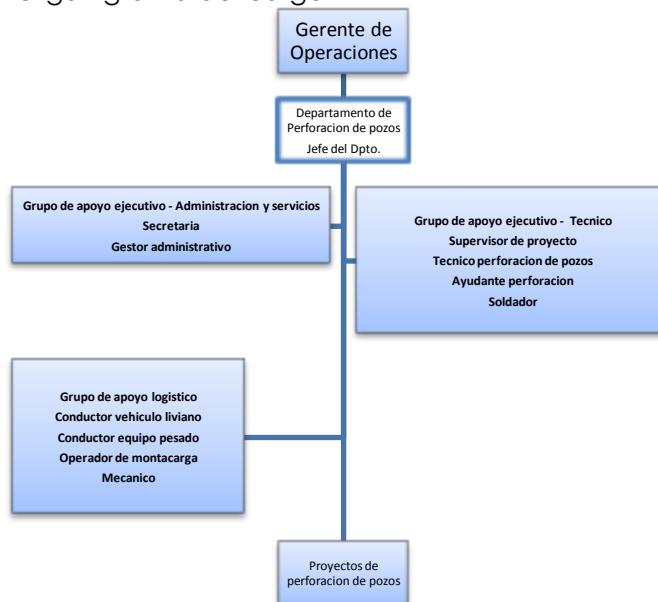 Gerente de
Operaciones
Departamento de
Perforacion de pozos
Jefe del Dpto.
Grupo de apoyo ejecutivo - Administracion y servicios
Secretaria
Gestor administrativo
Grupo de apoyo ejecutivo - Tecnico
Supervisor de proyecto
Tecnico perforacion de pozos
Ayudante perforacion
Soldador
Grupo de apoyo logistico
Conductor vehiculo liviano
Conductor equipo pesado
Operador de montacarga
Mecanico
Proyectos de
perforacion de pozos